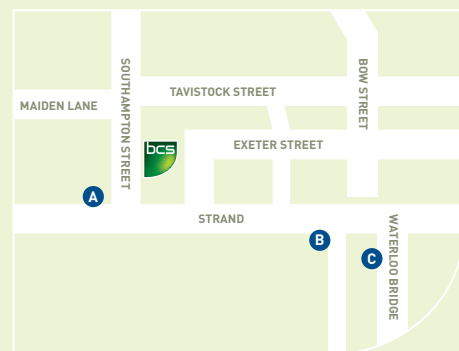 SOUTHAMPTON STREET
BOW STREET
TAVISTOCK STREET
MAIDEN LANE
EXETER STREET
bcs
A
STRAND
B
WATERLOO BRIDGE
C